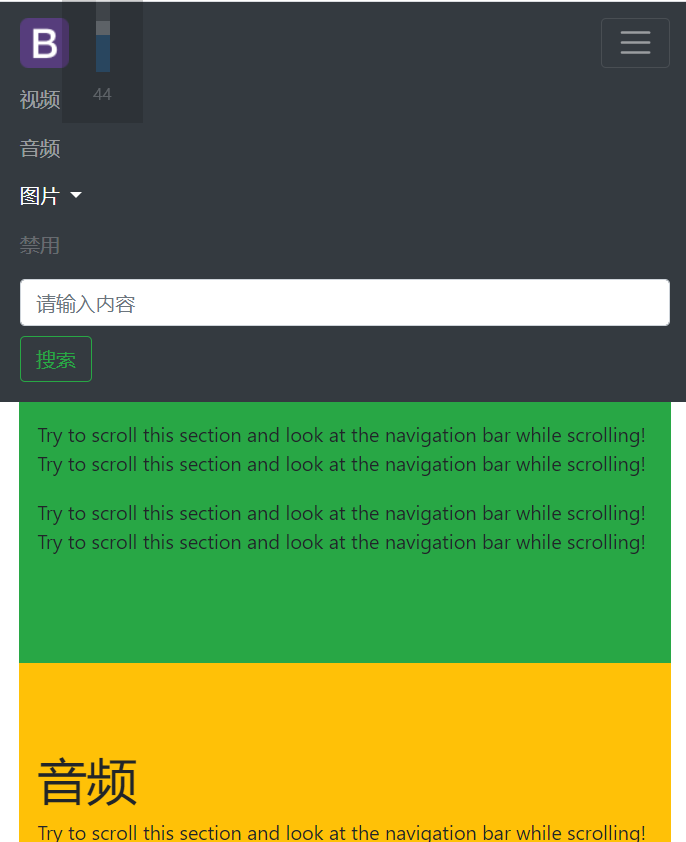 B
44
视频
音频
图片
禁用
请输入内容
搜索
Try to scroll this section and look at the navigation bar while scrolling!
Try to scroll this section and look at the navigation bar while scrolling!
Try to scroll this section and look at the navigation bar while scrolling!
Try to scroll this section and look at the navigation bar while scrolling!
音频
Try to scroll this section and look at the navigation bar while scrolling!